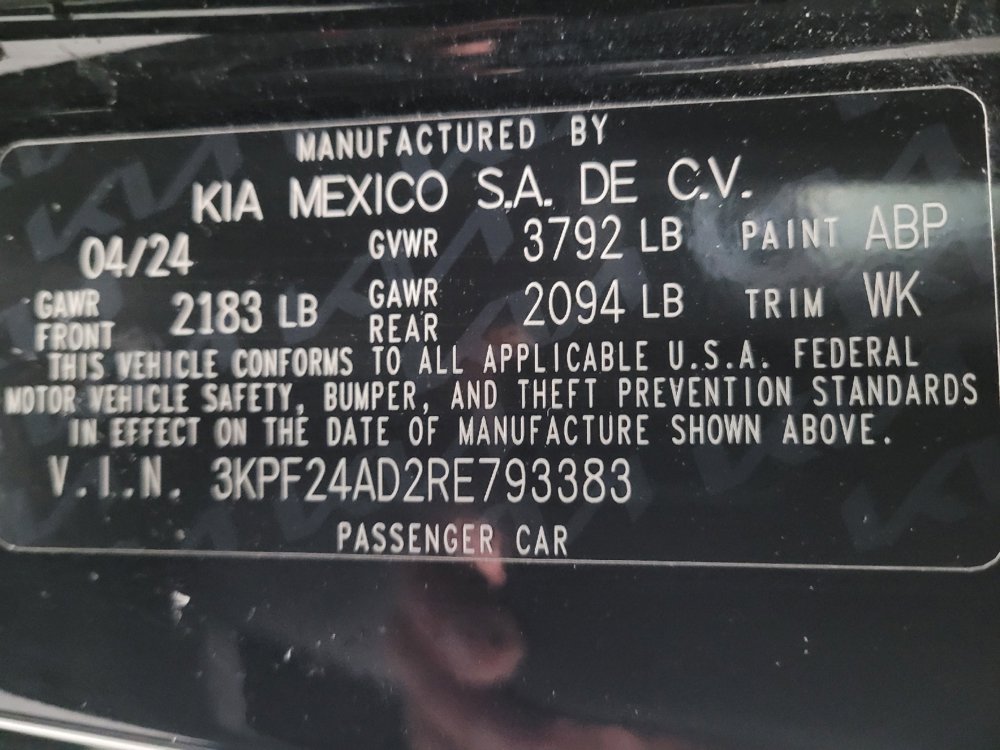 MANUFACTURED BY
KIA MEXICO S.A. DE C.V.
04/24 GVWR 3792 LB PAINT ABP
GAWR FRONT 2183 LB GAWR REAR 2094 LB TRIM WK
THIS VEHICLE CONFORMS TO ALL APPLICABLE U.S.A. FEDERAL
MOTOR VEHICLE SAFETY, BUMPER, AND THEFT PREVENTION STANDARDS
IN EFFECT ON THE DATE OF MANUFACTURE SHOWN ABOVE.
V.I.N. 3KPF24AD2RE793383
PASSENGER CAR